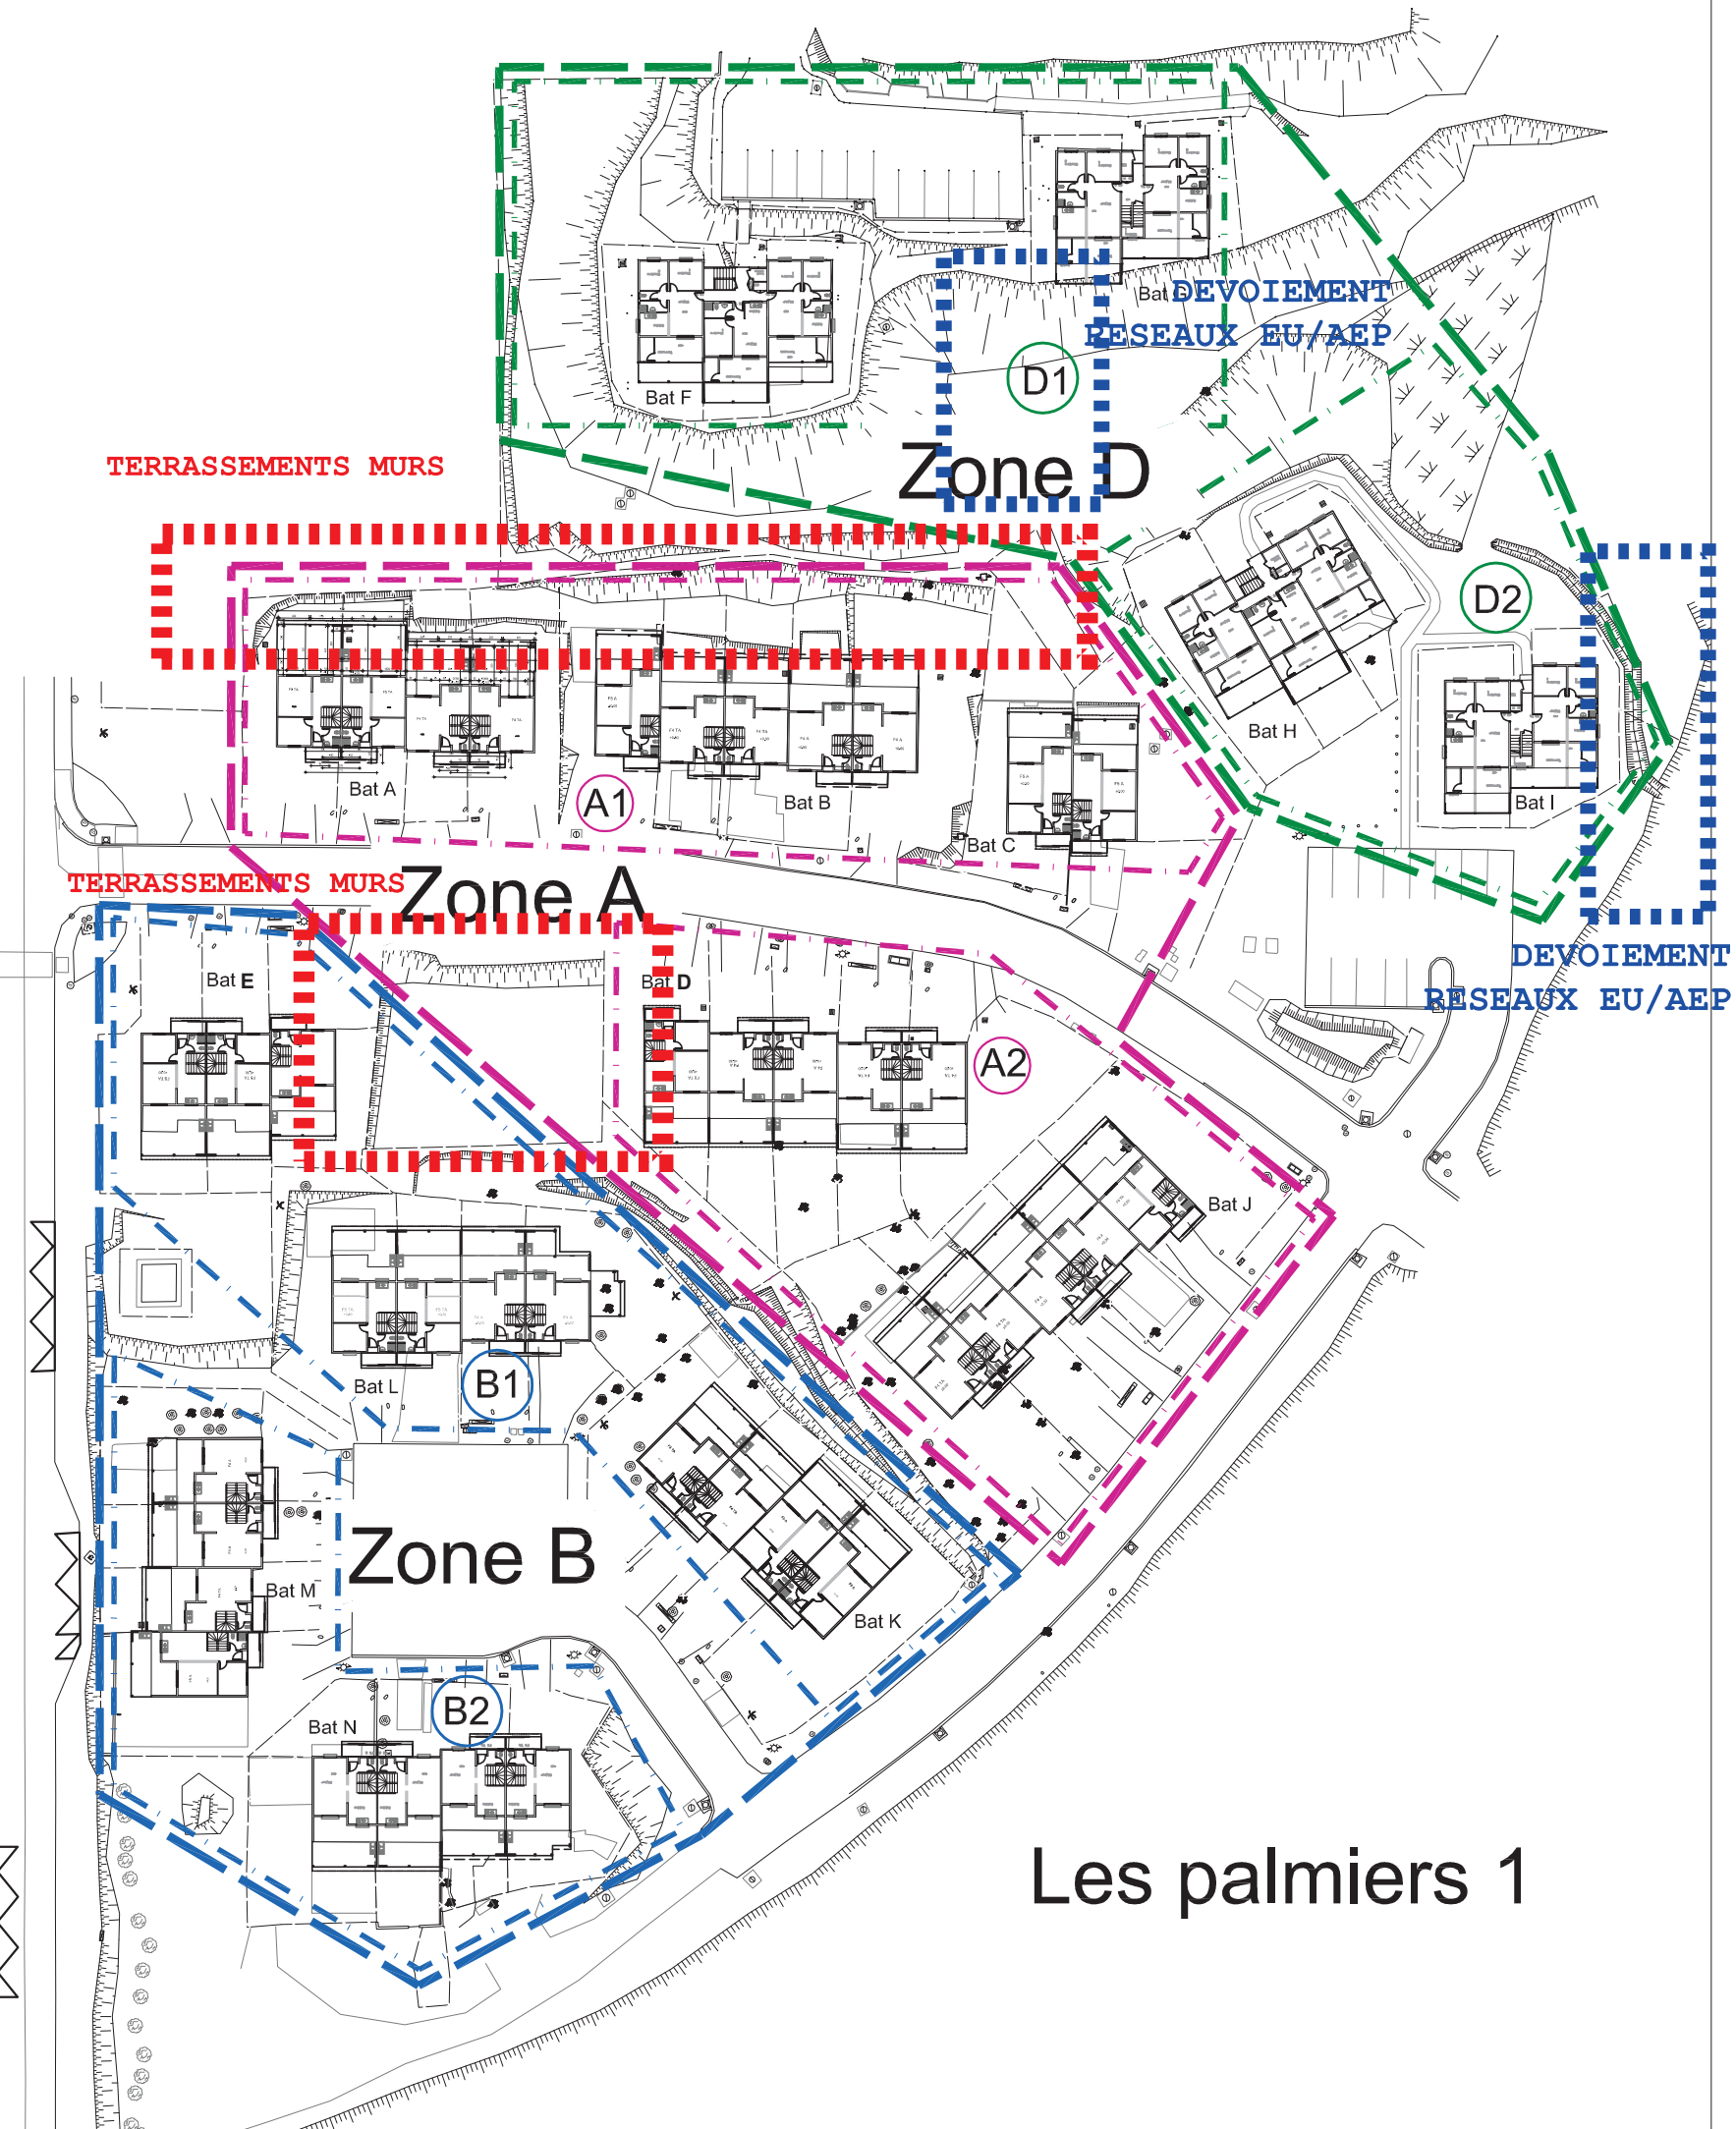 Bat G
DEVOIEMENT
RESEAUX EU/AEP
D1
Bat F
Zone D
TERRASSEMENTS MURS
D2
Bat H
Bat A
A1
Bat B
Bat I
Bat C
TERRASSEMENTS MURS
Zone A
DEVOIEMENT
RESEAUX EU/AEP
Bat E
Bat D
A2
Bat J
Bat L
B1
Zone B
Bat M
Bat K
B2
Bat N
Les palmiers 1